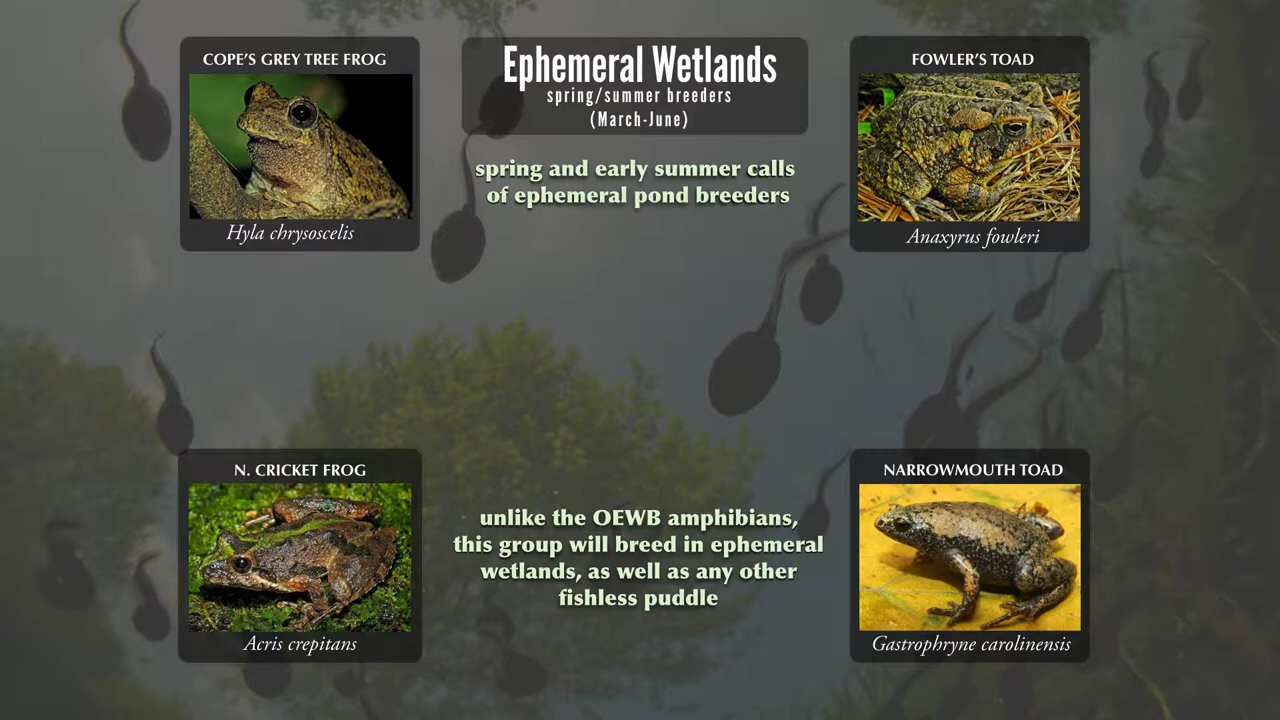 COPE'S GREY TREE FROG
Hyla chrysoscelis
Ephemeral Wetlands
spring/summer breeders
(March-June)
spring and early summer calls
of ephemeral pond breeders
FOWLER'S TOAD
Anaxyrus fowleri
N. CRICKET FROG
Acris crepitans
unlike the OEWB amphibians,
this group will breed in ephemeral
wetlands, as well as any other
fishless puddle
NARROWMOUTH TOAD
Gastrophryne carolinensis